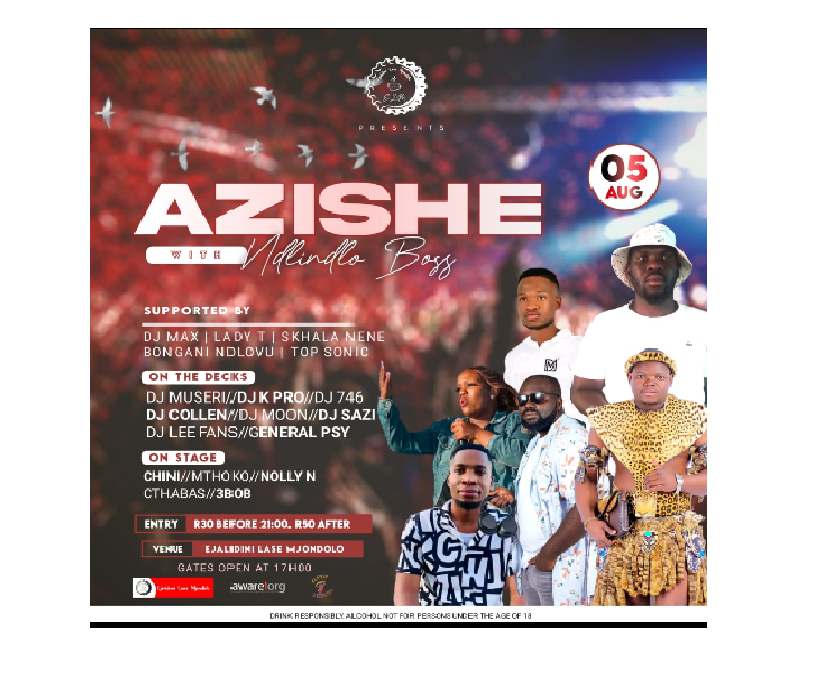 PRESENTS
05
AUG
AZISHE
WITH Ndlindlo Boss
SUPPORTED BY
DJ MAX | LADY T | SKHALA NENE
BONGANI NDLOVU | TOP SONIC
ON THE DECKS
DJ MUSERI//DJ K PRO//DJ 746
DJ COLLEN//DJ MOON//DJ SAZI
DJ LEE FANS//GENERAL PSY
ON STAGE
CHINI//MTHOKO//NOLLY N
CTHABAS//3BOB
ENTRY R30 BEFORE 21:00. R50 AFTER
VENUE EJALIDINI LASE MJONDOLO
GATES OPEN AT 17H00
aware.org
DRINK RESPONSIBLY. ALCOHOL NOT FOR PERSONS UNDER THE AGE OF 18